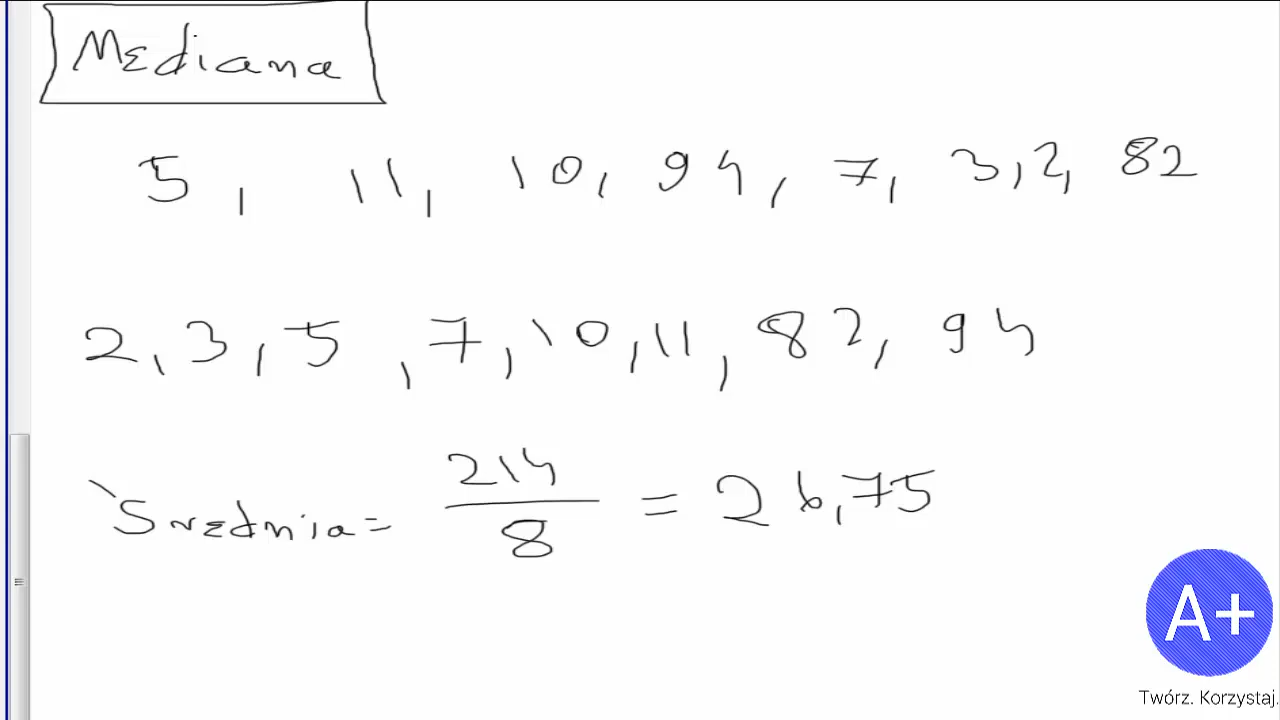 Mediana
5, 11, 10, 94, 7, 3, 2, 82
2, 3, 5, 7, 10, 11, 82, 94
Średnia = 214/8 = 26,75
A+
Twórz. Korzystaj.